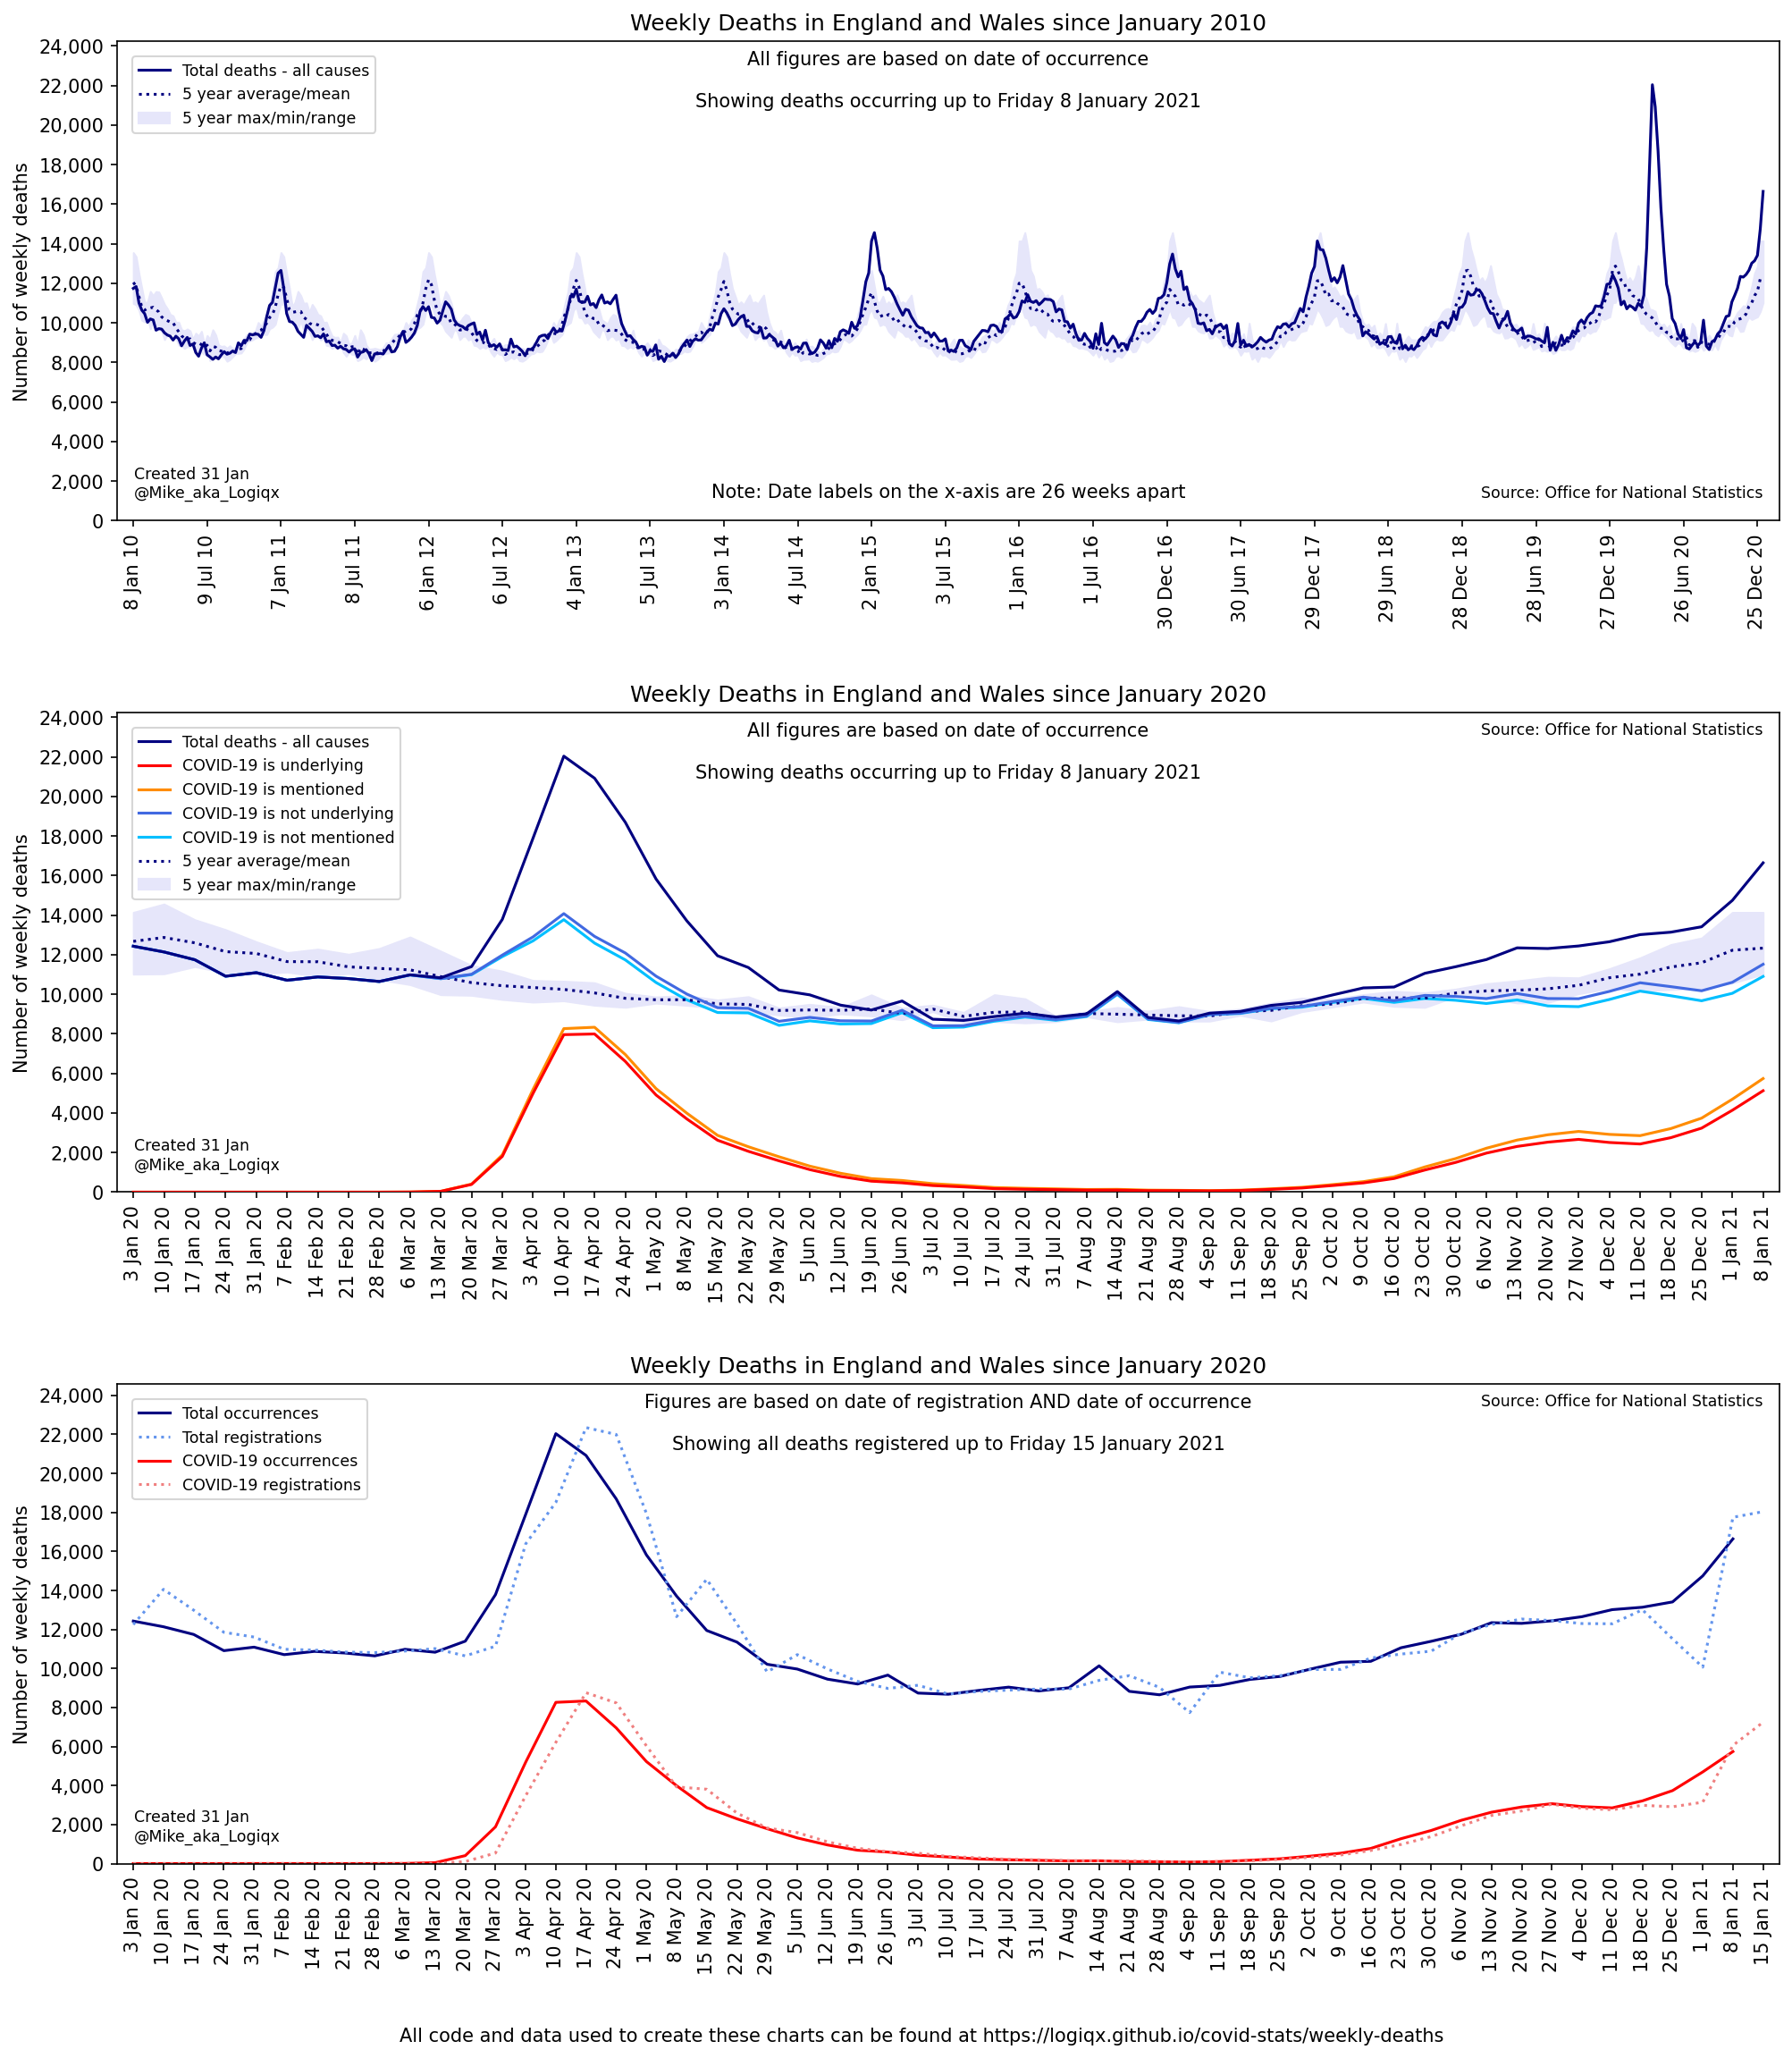 Weekly Deaths in England and Wales since January 2010
All figures are based on date of occurrence
Showing deaths occurring up to Friday 8 January 2021
Total deaths - all causes
5 year average/mean
5 year max/min/range
Number of weekly deaths
24,000
22,000
20,000
18,000
16,000
14,000
12,000
10,000
8,000
6,000
4,000
2,000
0
Created 31 Jan
@Mike_aka_Logiqx
Note: Date labels on the x-axis are 26 weeks apart
Source: Office for National Statistics
8 Jan 10
9 Jul 10
7 Jan 11
8 Jul 11
6 Jan 12
6 Jul 12
4 Jan 13
5 Jul 13
3 Jan 14
4 Jul 14
2 Jan 15
3 Jul 15
1 Jan 16
1 Jul 16
30 Dec 16
30 Jun 17
29 Dec 17
29 Jun 18
28 Dec 18
28 Jun 19
27 Dec 19
26 Jun 20
25 Dec 20
Weekly Deaths in England and Wales since January 2020
All figures are based on date of occurrence
Showing deaths occurring up to Friday 8 January 2021
Source: Office for National Statistics
Total deaths - all causes
COVID-19 is underlying
COVID-19 is mentioned
COVID-19 is not underlying
COVID-19 is not mentioned
5 year average/mean
5 year max/min/range
Number of weekly deaths
24,000
22,000
20,000
18,000
16,000
14,000
12,000
10,000
8,000
6,000
4,000
2,000
0
Created 31 Jan
@Mike_aka_Logiqx
3 Jan 20
10 Jan 20
17 Jan 20
24 Jan 20
31 Jan 20
7 Feb 20
14 Feb 20
21 Feb 20
28 Feb 20
6 Mar 20
13 Mar 20
20 Mar 20
27 Mar 20
3 Apr 20
10 Apr 20
17 Apr 20
24 Apr 20
1 May 20
8 May 20
15 May 20
22 May 20
29 May 20
5 Jun 20
12 Jun 20
19 Jun 20
26 Jun 20
3 Jul 20
10 Jul 20
17 Jul 20
24 Jul 20
31 Jul 20
7 Aug 20
14 Aug 20
21 Aug 20
28 Aug 20
4 Sep 20
11 Sep 20
18 Sep 20
25 Sep 20
2 Oct 20
9 Oct 20
16 Oct 20
23 Oct 20
30 Oct 20
6 Nov 20
13 Nov 20
20 Nov 20
27 Nov 20
4 Dec 20
11 Dec 20
18 Dec 20
25 Dec 20
1 Jan 21
8 Jan 21
Weekly Deaths in England and Wales since January 2020
Figures are based on date of registration AND date of occurrence
Showing all deaths registered up to Friday 15 January 2021
Source: Office for National Statistics
Total occurrences
Total registrations
COVID-19 occurrences
COVID-19 registrations
Number of weekly deaths
24,000
22,000
20,000
18,000
16,000
14,000
12,000
10,000
8,000
6,000
4,000
2,000
0
Created 31 Jan
@Mike_aka_Logiqx
3 Jan 20
10 Jan 20
17 Jan 20
24 Jan 20
31 Jan 20
7 Feb 20
14 Feb 20
21 Feb 20
28 Feb 20
6 Mar 20
13 Mar 20
20 Mar 20
27 Mar 20
3 Apr 20
10 Apr 20
17 Apr 20
24 Apr 20
1 May 20
8 May 20
15 May 20
22 May 20
29 May 20
5 Jun 20
12 Jun 20
19 Jun 20
26 Jun 20
3 Jul 20
10 Jul 20
17 Jul 20
24 Jul 20
31 Jul 20
7 Aug 20
14 Aug 20
21 Aug 20
28 Aug 20
4 Sep 20
11 Sep 20
18 Sep 20
25 Sep 20
2 Oct 20
9 Oct 20
16 Oct 20
23 Oct 20
30 Oct 20
6 Nov 20
13 Nov 20
20 Nov 20
27 Nov 20
4 Dec 20
11 Dec 20
18 Dec 20
25 Dec 20
1 Jan 21
8 Jan 21
15 Jan 21
All code and data used to create these charts can be found at https://logiqx.github.io/covid-stats/weekly-deaths